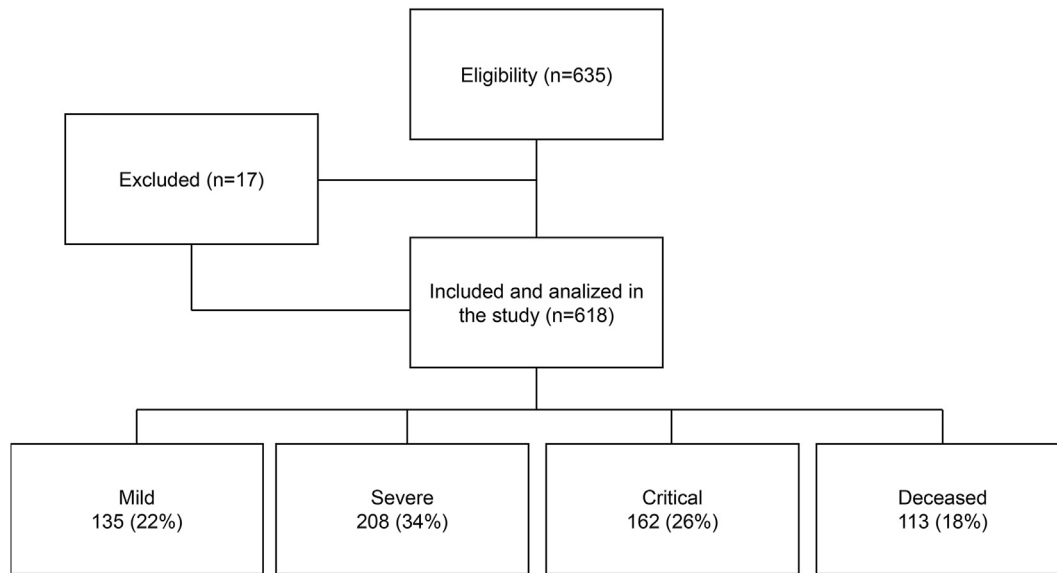 Eligibility (n=635)
Excluded (n=17)
Included and analized in
the study (n=618)
Mild
135 (22%)
Severe
208 (34%)
Critical
162 (26%)
Deceased
113 (18%)